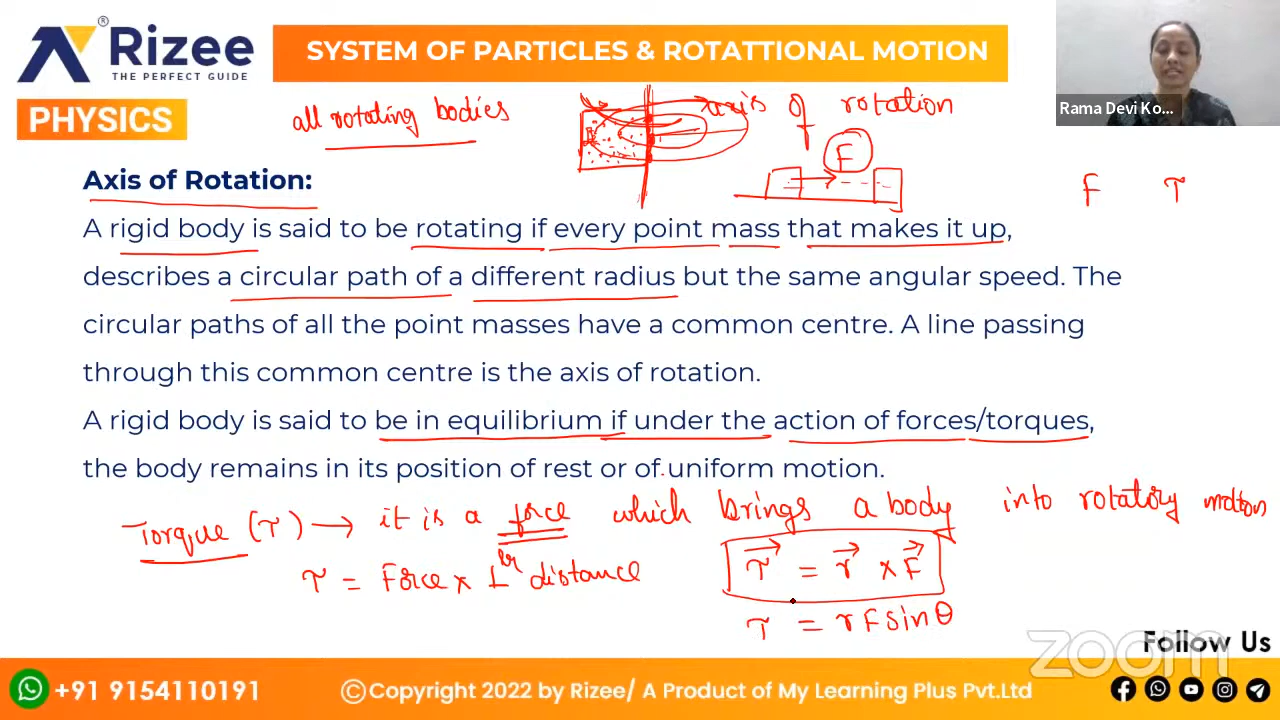 Rizee®
THE PERFECT GUIDE
SYSTEM OF PARTICLES & ROTATTIONAL MOTION
Rama Devi Ko...
PHYSICS
all rotating bodies
axis of rotation
F
F τ
Axis of Rotation:
A rigid body is said to be rotating if every point mass that makes it up,
describes a circular path of a different radius but the same angular speed. The
circular paths of all the point masses have a common centre. A line passing
through this common centre is the axis of rotation.
A rigid body is said to be in equilibrium if under the action of forces/torques,
the body remains in its position of rest or of uniform motion.
Torque (τ) → it is a force which brings a body into rotatory motion
τ = Force x ⊥er distance
τ⃗ = r⃗ x F⃗
τ = r F sin θ
Follow Us
zoom
+91 9154110191
©Copyright 2022 by Rizee/ A Product of My Learning Plus Pvt.Ltd